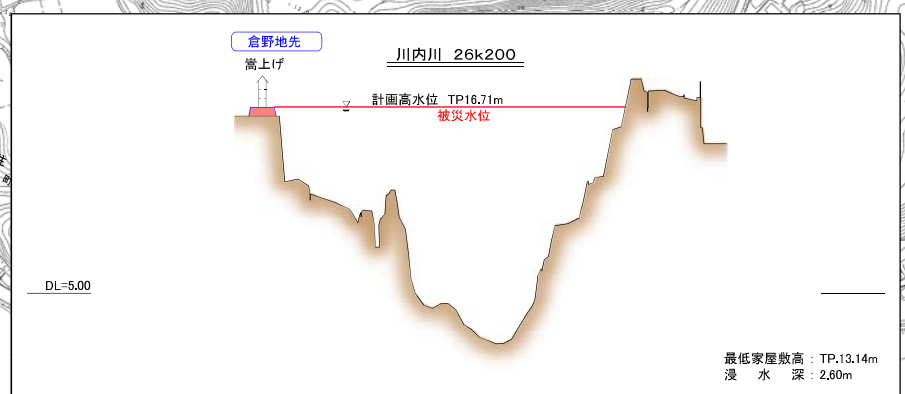 倉野地先
川内川 26k200
嵩上げ
計画高水位 TP16.71m
被災水位
DL=5.00
最低家屋敷高 : TP.13.14m
浸水深 : 2.60m